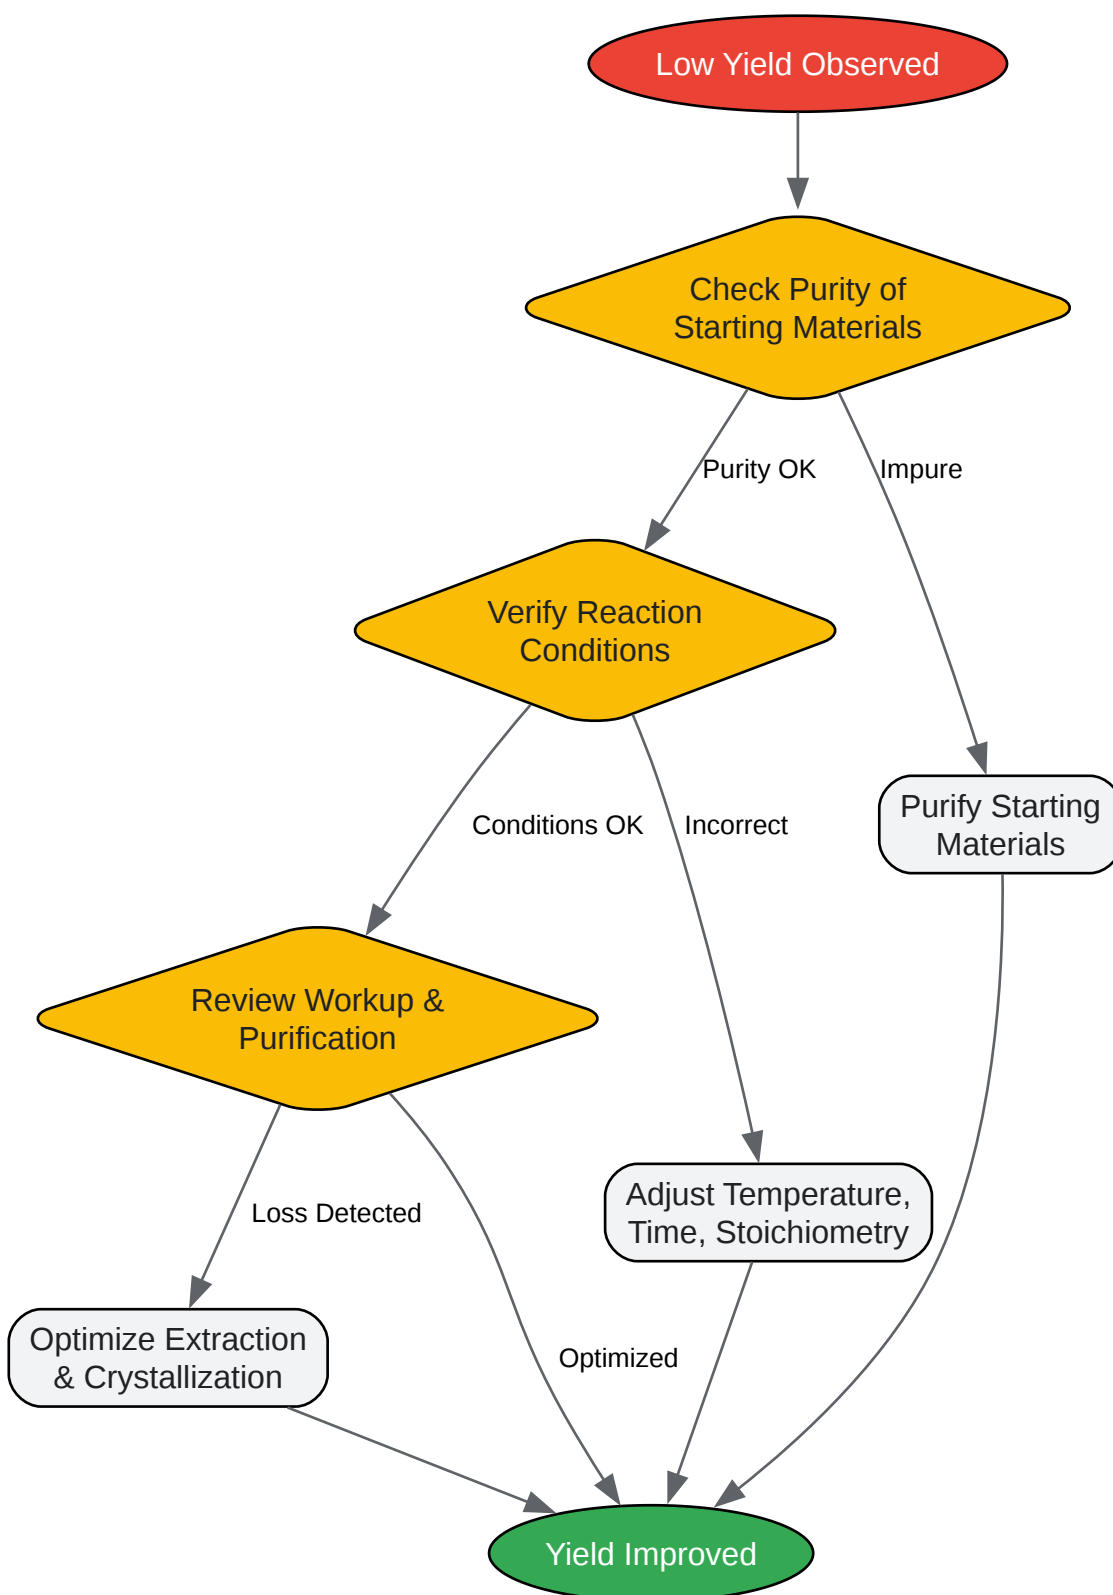 Low Yield Observed
Check Purity of
Starting Materials
Purity OK
Impure
Verify Reaction
Conditions
Purify Starting
Materials
Conditions OK
Incorrect
Review Workup &
Purification
Adjust Temperature,
Time, Stoichiometry
Loss Detected
Optimize Extraction
& Crystallization
Optimized
Yield Improved